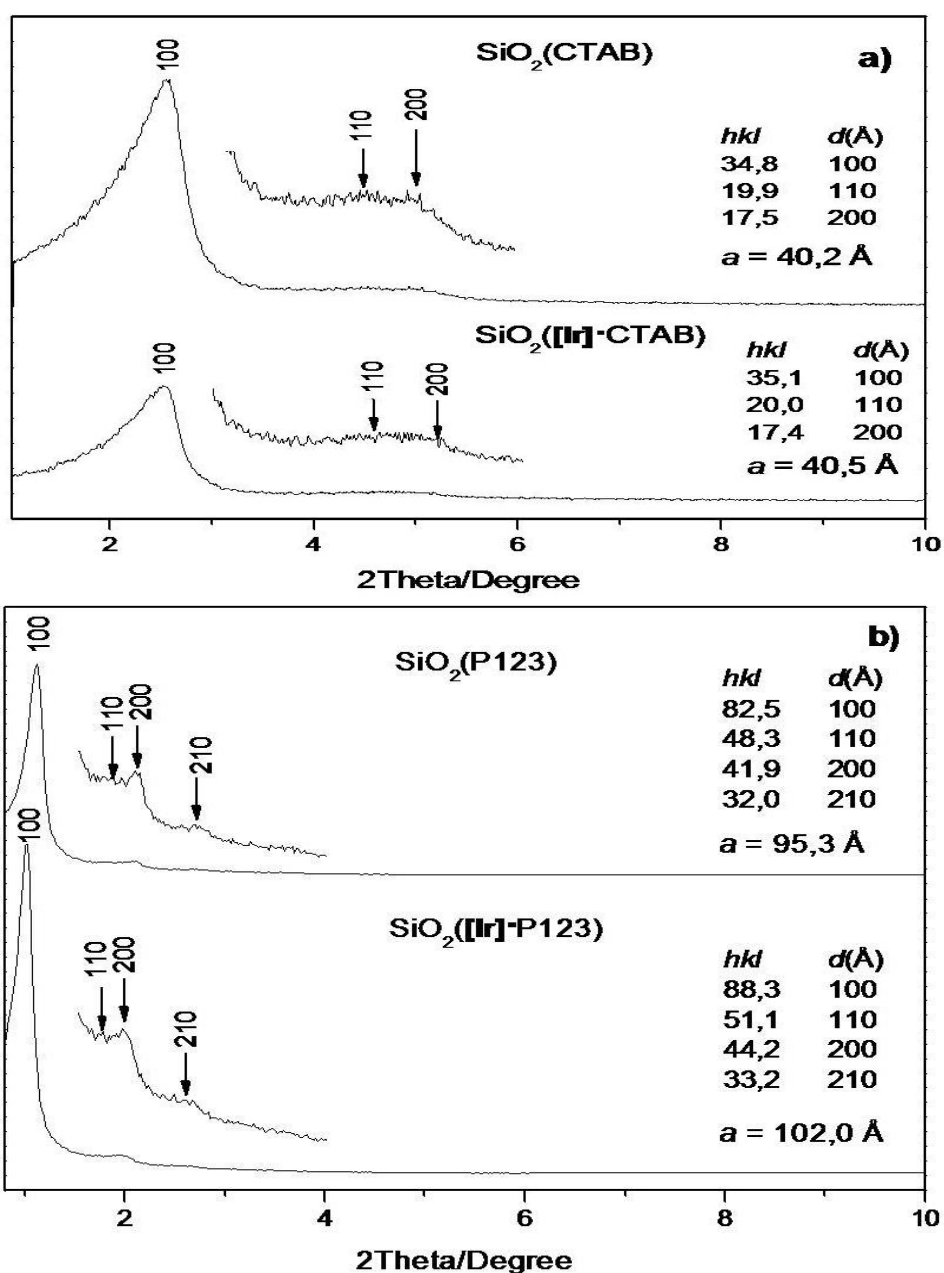 a)
SiO2(CTAB)
100
110
200
hkl d(Å)
34,8 100
19,9 110
17,5 200
a = 40,2 Å
SiO2([Ir]-CTAB)
100
110
200
hkl d(Å)
35,1 100
20,0 110
17,4 200
a = 40,5 Å
2 4 6 8 10
2Theta/Degree
b)
SiO2(P123)
100
110
200
210
hkl d(Å)
82,5 100
48,3 110
41,9 200
32,0 210
a = 95,3 Å
SiO2([Ir]-P123)
100
110
200
210
hkl d(Å)
88,3 100
51,1 110
44,2 200
33,2 210
a = 102,0 Å
2 4 6 8 10
2Theta/Degree